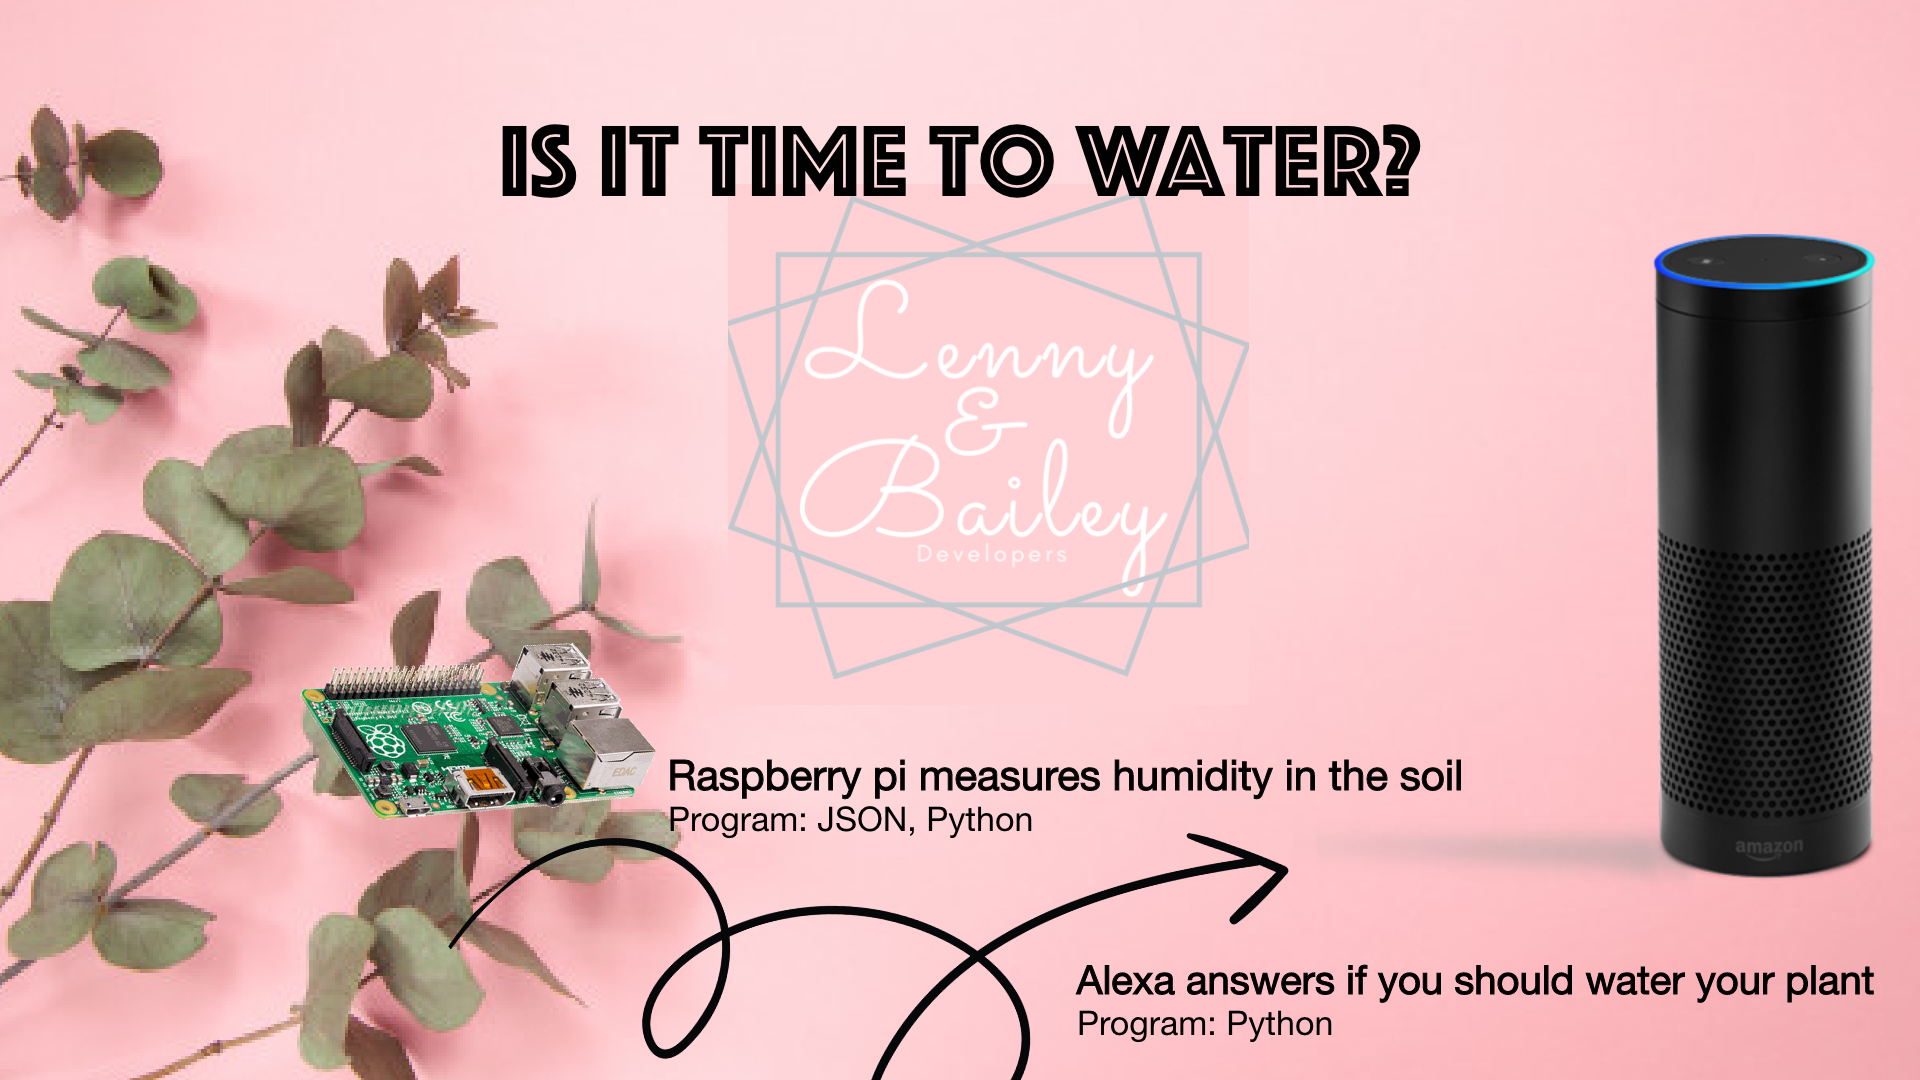 IS IT TIME TO WATER?
Lenny
&
Bailey
Developers
EDAC
Raspberry pi measures humidity in the soil
Program: JSON, Python
amazon
Alexa answers if you should water your plant
Program: Python